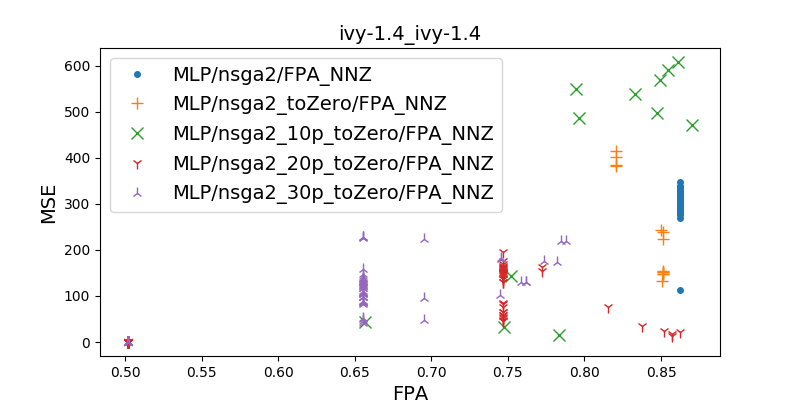 ivy-1.4_ivy-1.4
MLP/nsga2/FPA_NNZ
MLP/nsga2_toZero/FPA_NNZ
MLP/nsga2_10p_toZero/FPA_NNZ
MLP/nsga2_20p_toZero/FPA_NNZ
MLP/nsga2_30p_toZero/FPA_NNZ
MSE
600
500
400
300
200
100
0
0.50 0.55 0.60 0.65 0.70 0.75 0.80 0.85
FPA